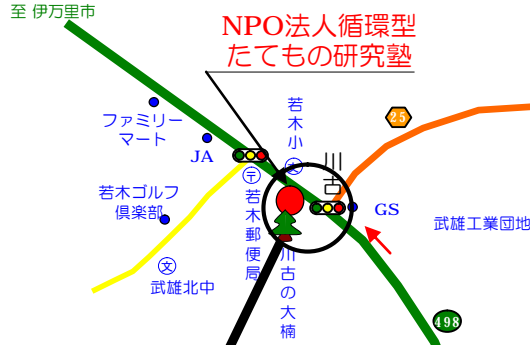 至 伊万里市
NPO法人循環型
たてもの研究塾
25
ファミリー
マート
JA
若木小
文
川古
〒
若木郵便局
若木ゴルフ
倶楽部
GS
武雄工業団地
文
武雄北中
川古の大楠
498